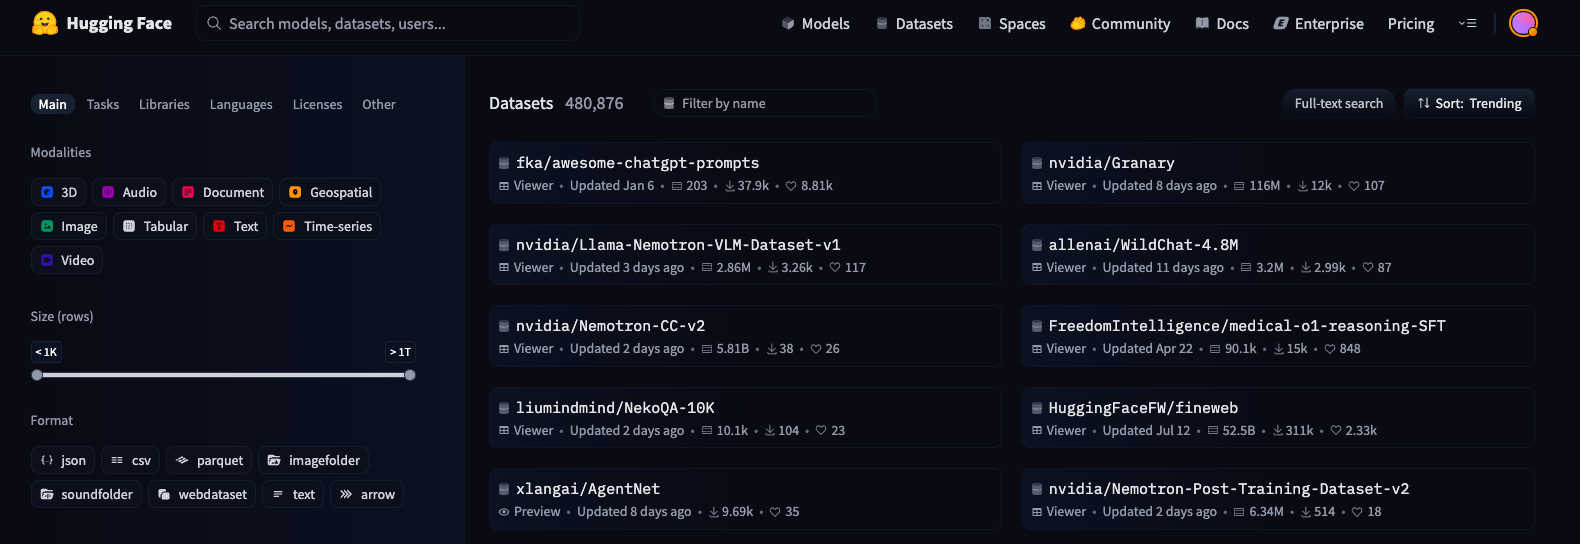 Hugging Face
Search models, datasets, users...
Models
Datasets
Spaces
Community
Docs
Enterprise
Pricing
Main Tasks Libraries Languages Licenses Other
Modalities
3D Audio Document Geospatial
Image Tabular Text Time-series
Video
Size (rows)
< 1K > 1T
Format
json csv parquet imagefolder
soundfolder webdataset text arrow
Datasets 480,876 Filter by name Full-text search Sort: Trending
fka/awesome-chatgpt-prompts
Viewer • Updated Jan 6 • 203 • 37.9k • 8.81k
nvidia/Granary
Viewer • Updated 8 days ago • 116M • 12k • 107
nvidia/Llama-Nemotron-VLM-Dataset-v1
Viewer • Updated 3 days ago • 2.86M • 3.26k • 117
allenai/WildChat-4.8M
Viewer • Updated 11 days ago • 3.2M • 2.99k • 87
nvidia/Nemotron-CC-v2
Viewer • Updated 2 days ago • 5.81B • 38 • 26
FreedomIntelligence/medical-o1-reasoning-SFT
Viewer • Updated Apr 22 • 90.1k • 15k • 848
liumindmind/NekoQA-10K
Viewer • Updated 2 days ago • 10.1k • 104 • 23
HuggingFaceFW/fineweb
Viewer • Updated Jul 12 • 52.5B • 311k • 2.33k
xlangai/AgentNet
Preview • Updated 8 days ago • 9.69k • 35
nvidia/Nemotron-Post-Training-Dataset-v2
Viewer • Updated 2 days ago • 6.34M • 514 • 18